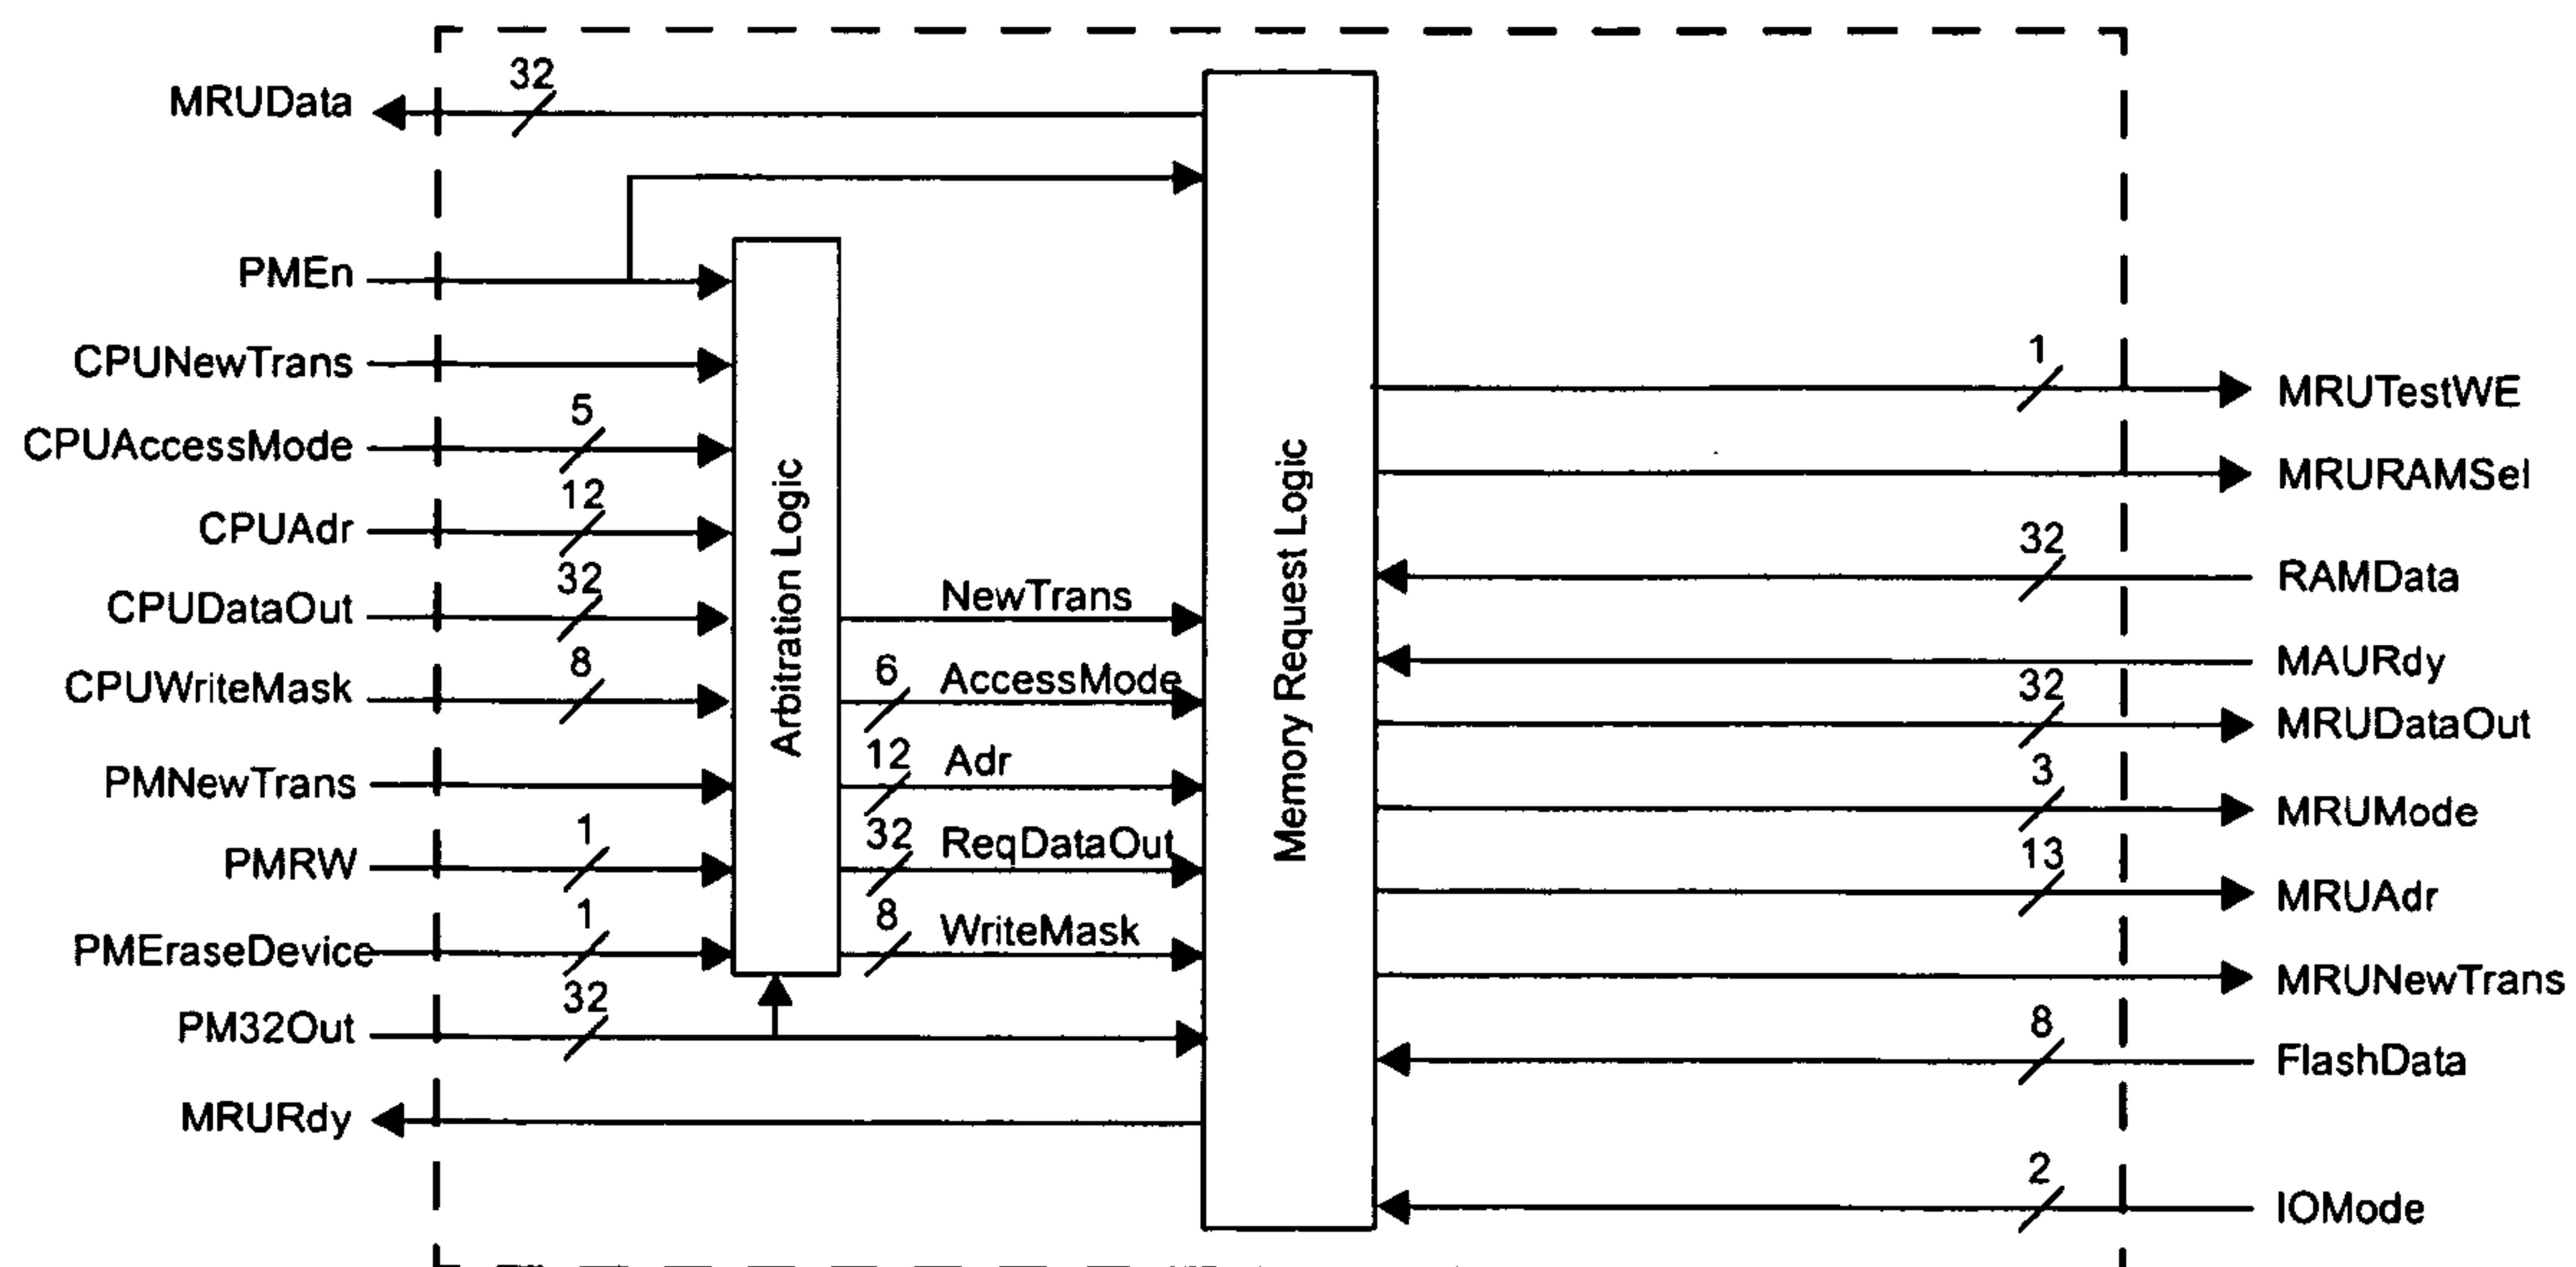 32
MRUData
PMEn
CPUNewTrans
5
CPUAccessMode
12
CPUAdr
32
CPUDataOut
8
CPUWriteMask
PMNewTrans
1
PMRW
1
PMEraseDevice
32
PM32Out
MRURdy
Arbitration Logic
NewTrans
6 AccessMode
12 Adr
32 ReqDataOut
8 WriteMask
Memory Request Logic
1
MRUTestWE
MRURAMSel
32
RAMData
MAURdy
32
MRUDataOut
3
MRUMode
13
MRUAdr
MRUNewTrans
8
FlashData
2
IOMode